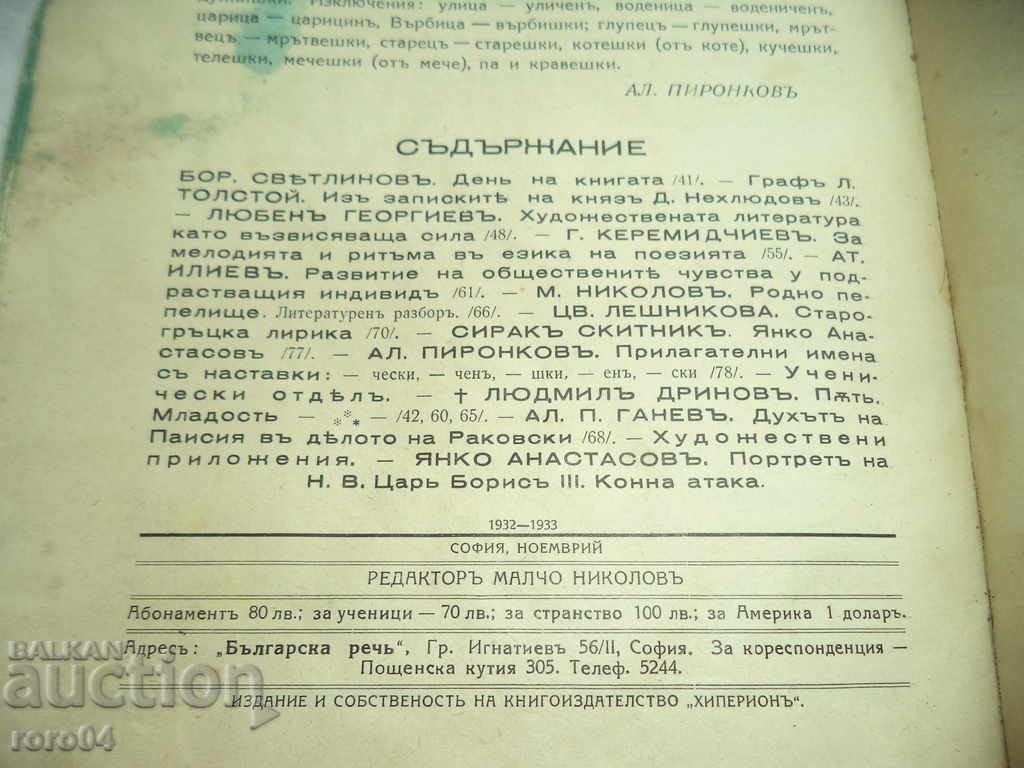 Изключения: улица — уличенъ, воденица — воденичень,
царица — царицинъ, Върбица — върбишки; глупецъ — глупешки, мрът-
вецъ — мрътвешки, старецъ — старешки, котешки (отъ коте), кучешки,
телешки, мечешки (отъ мече), па и кравешки.
АЛ. ПИРОНКОВЪ
СЪДЪРЖАНИЕ
БОР. СВѢТЛИНОВЪ. День на книгата /41/. — Графъ Л.
ТОЛСТОЙ. Изъ записките на князъ Д. Нехлюдовъ /43/.
— ЛЮБЕНЪ ГЕОРГИЕВЪ. Художествената литература
като възвисяваща сила /48/. — Г. КЕРЕМИДЧИЕВЪ. За
мелодията и ритъма въ езика на поезията /55/. — АТ.
ИЛИЕВЪ. Развитие на общественитѣ чувства у под-
растващия индивидъ /61/. — М. НИКОЛОВЪ. Родно пе-
пелище. Литературенъ разборъ. /66/. — ЦВ. ЛЕШНИКОВА. Старо-
гръцка лирика /70/. — СИРАКЪ СКИТНИКЪ. Янко Ана-
стасовъ /77/. — АЛ. ПИРОНКОВЪ. Прилагателни имена
съ наставки: — чески, — ченъ, — шки, — енъ, — ски /78/. — Учени-
чески отдѣлъ. — † ЛЮДМИЛЪ ДРИНОВЪ. Пѫть.
Младость — *** — /42, 60, 65/. — АЛ. П. ГАНЕВЪ. Духътъ на
Паисия въ дѣлото на Раковски /68/. — Художествени
приложения. — ЯНКО АНАСТАСОВЪ. Портретъ на
Н. В. Царь Борисъ III. Конна атака.
1932—1933
СОФИЯ, НОЕМВРИЙ
РЕДАКТОРЪ МАЛЧО НИКОЛОВЪ
Абонаментъ 80 лв.; за ученици — 70 лв.; за странство 100 лв.; за Америка 1 доларъ.
Адресъ: „Българска речь“, Гр. Игнатиев 56/II, София. За кореспонденция —
Пощенска кутия 305. Телеф. 5244.
ИЗДАНИЕ И СОБСТВЕНОСТЬ НА КНИГОИЗДАТЕЛСТВО „ХИПЕРИОНЪ“.
BALKAN
auction
roro04